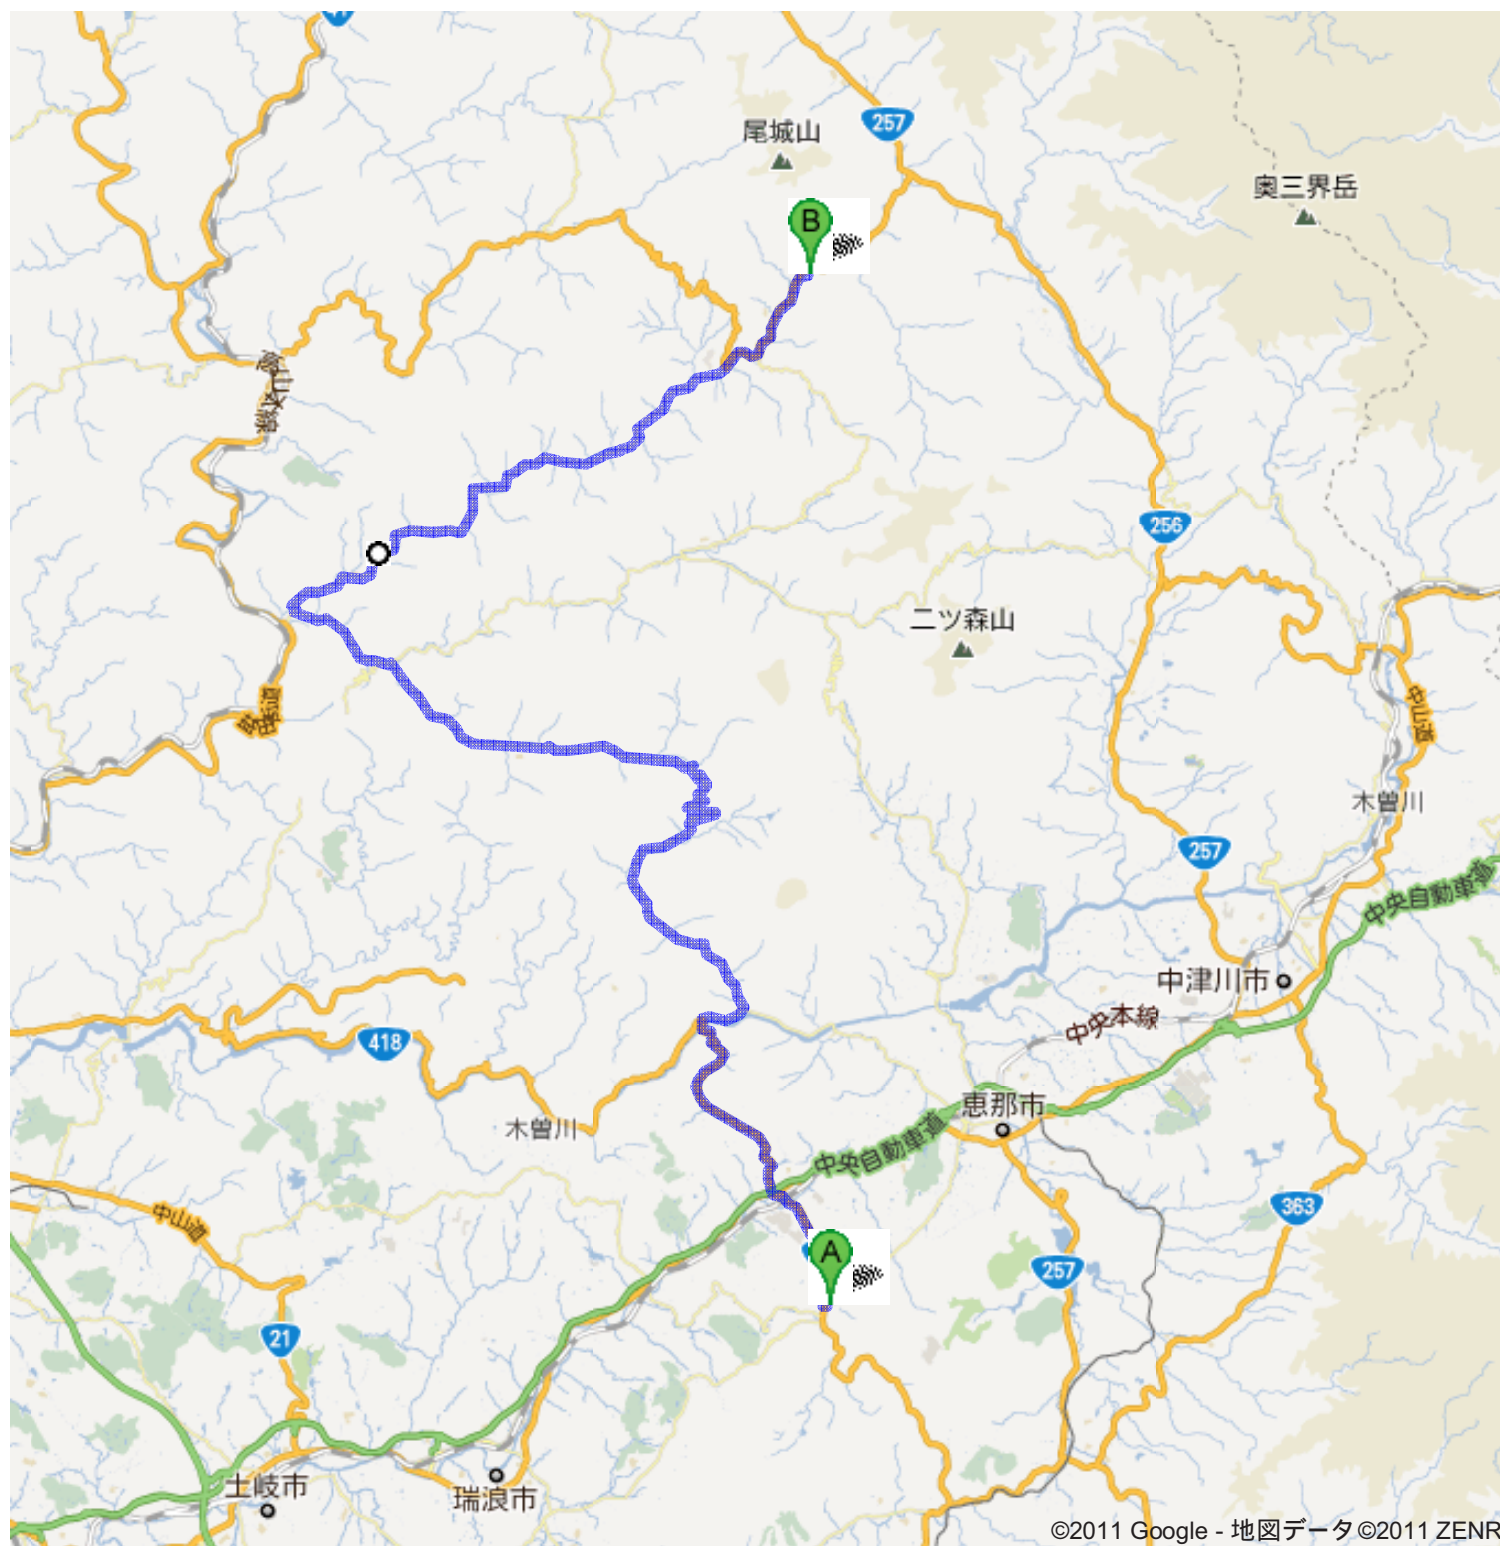 257
尾城山
奥三界岳
B
256
二ツ森山
中山道
木曽川
257
中央自動車道
中津川市
中央本線
418
恵那市
木曽川
中央自動車道
中山道
363
A
257
21
土岐市
瑞浪市
©2011 Google - 地図データ ©2011 ZENR